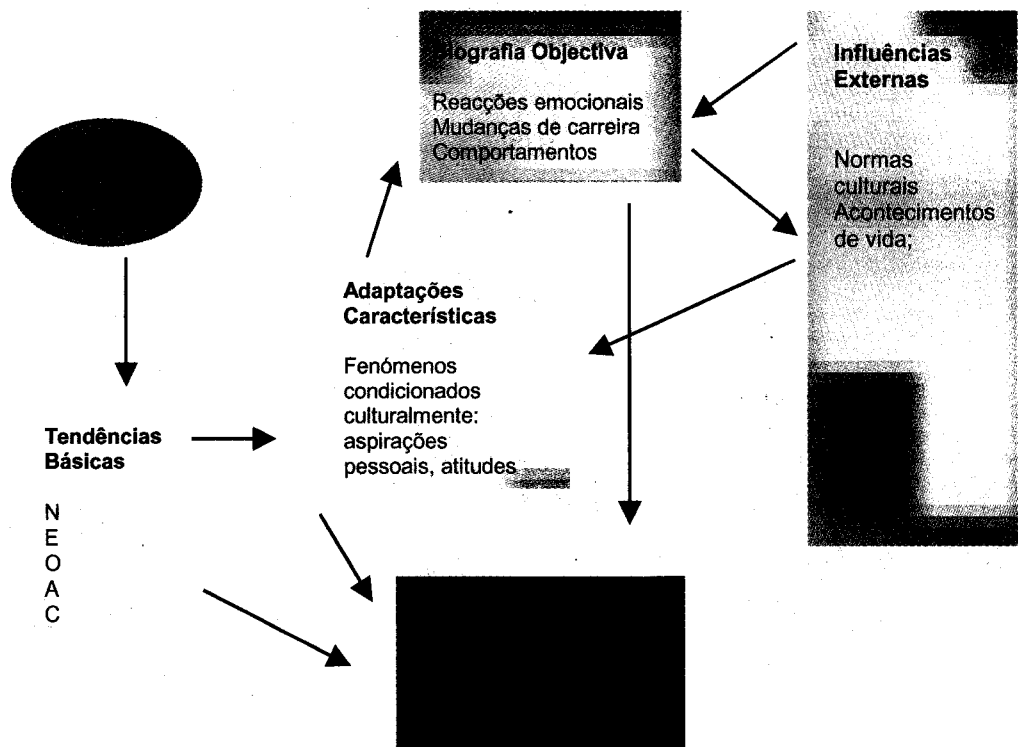 Objectiva
Reacções emocionais
Mudanças de carreira
Comportamentos
Influências
Externas
Normas
culturais
Acontecimentos
de vida;
Adaptações
Características
Fenómenos
condicionados
culturalmente:
aspirações
pessoais, atitudes
Tendências
Básicas
N
E
O
A
C